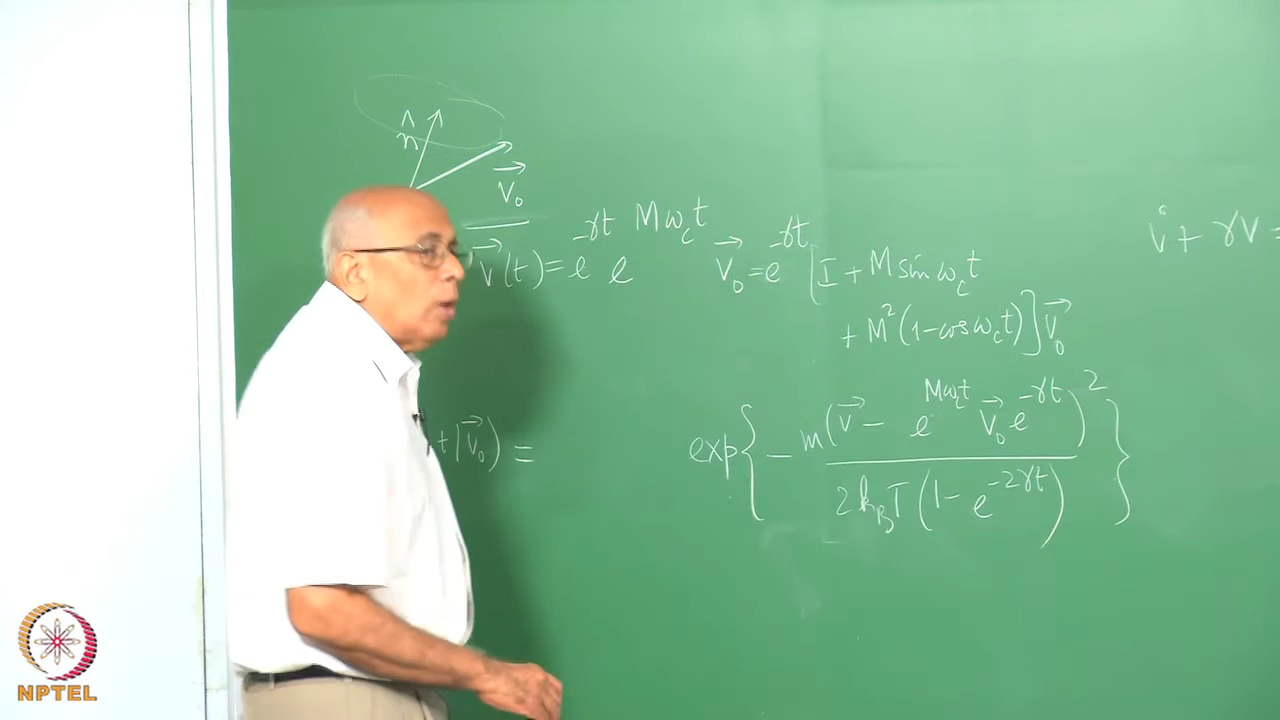 n̂
v⃗₀
v⃗(t) = e^{-γt} e^{Mω_c t} v⃗₀ = e^{-γt} [I + M sin ω_c t
+ M² (1 - cos ω_c t)] v⃗₀
v̇ + γv =
t|v⃗₀) = exp{ - m(v⃗ - e^{Mω_c t} v⃗₀ e^{-γt})² / 2k_BT (1 - e^{-2γt}) }
NPTEL